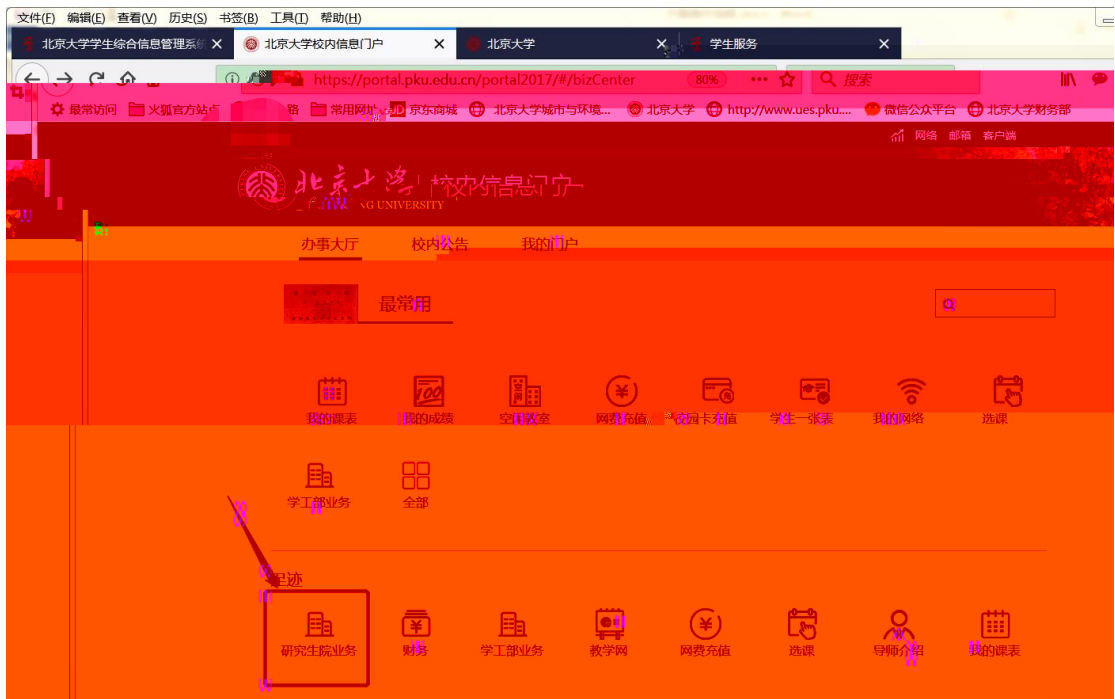 文件(F) 编辑(E) 查看(V) 历史(S) 书签(B) 工具(T) 帮助(H)
北京大学学生综合信息管理系统 北京大学校内信息门户 北京大学 学生服务
https://portal.pku.edu.cn/portal2017/#/bizCenter 80% 搜索
最常访问 火狐官方站点 常用网址 京东商城 北京大学城市与环境... 北京大学 http://www.ues.pku.... 微信公众平台 北京大学财务部
网络 邮箱 客户端
北京大学 校内信息门户
UNIVERSITY
办事大厅 校内公告 我的门户
最常用
我的课表 我的成绩 空闲教室 网费充值 校园卡充值 学生一张表 我的网络 选课
学工部业务 全部
足迹
研究生院业务 财务 学工部业务 教学网 网费充值 选课 导师介绍 我的课表